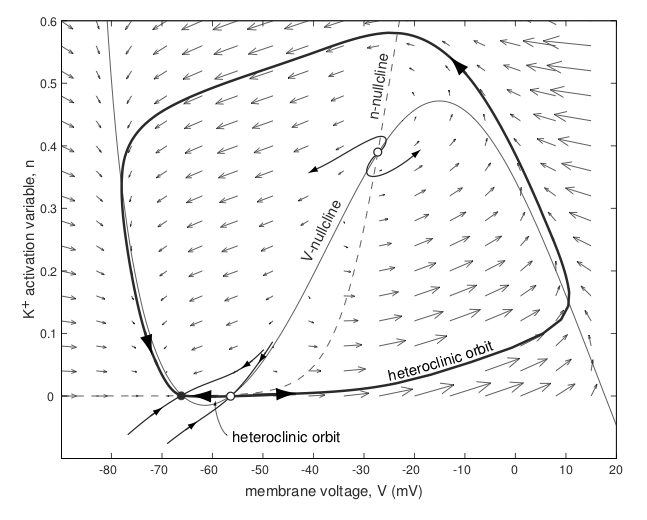 0.6
0.5
0.4
0.3
0.2
0.1
0
K⁺ activation variable, n
n-nullcline
V-nullcline
heteroclinic orbit
heteroclinic orbit
-80 -70 -60 -50 -40 -30 -20 -10 0 10 20
membrane voltage, V (mV)